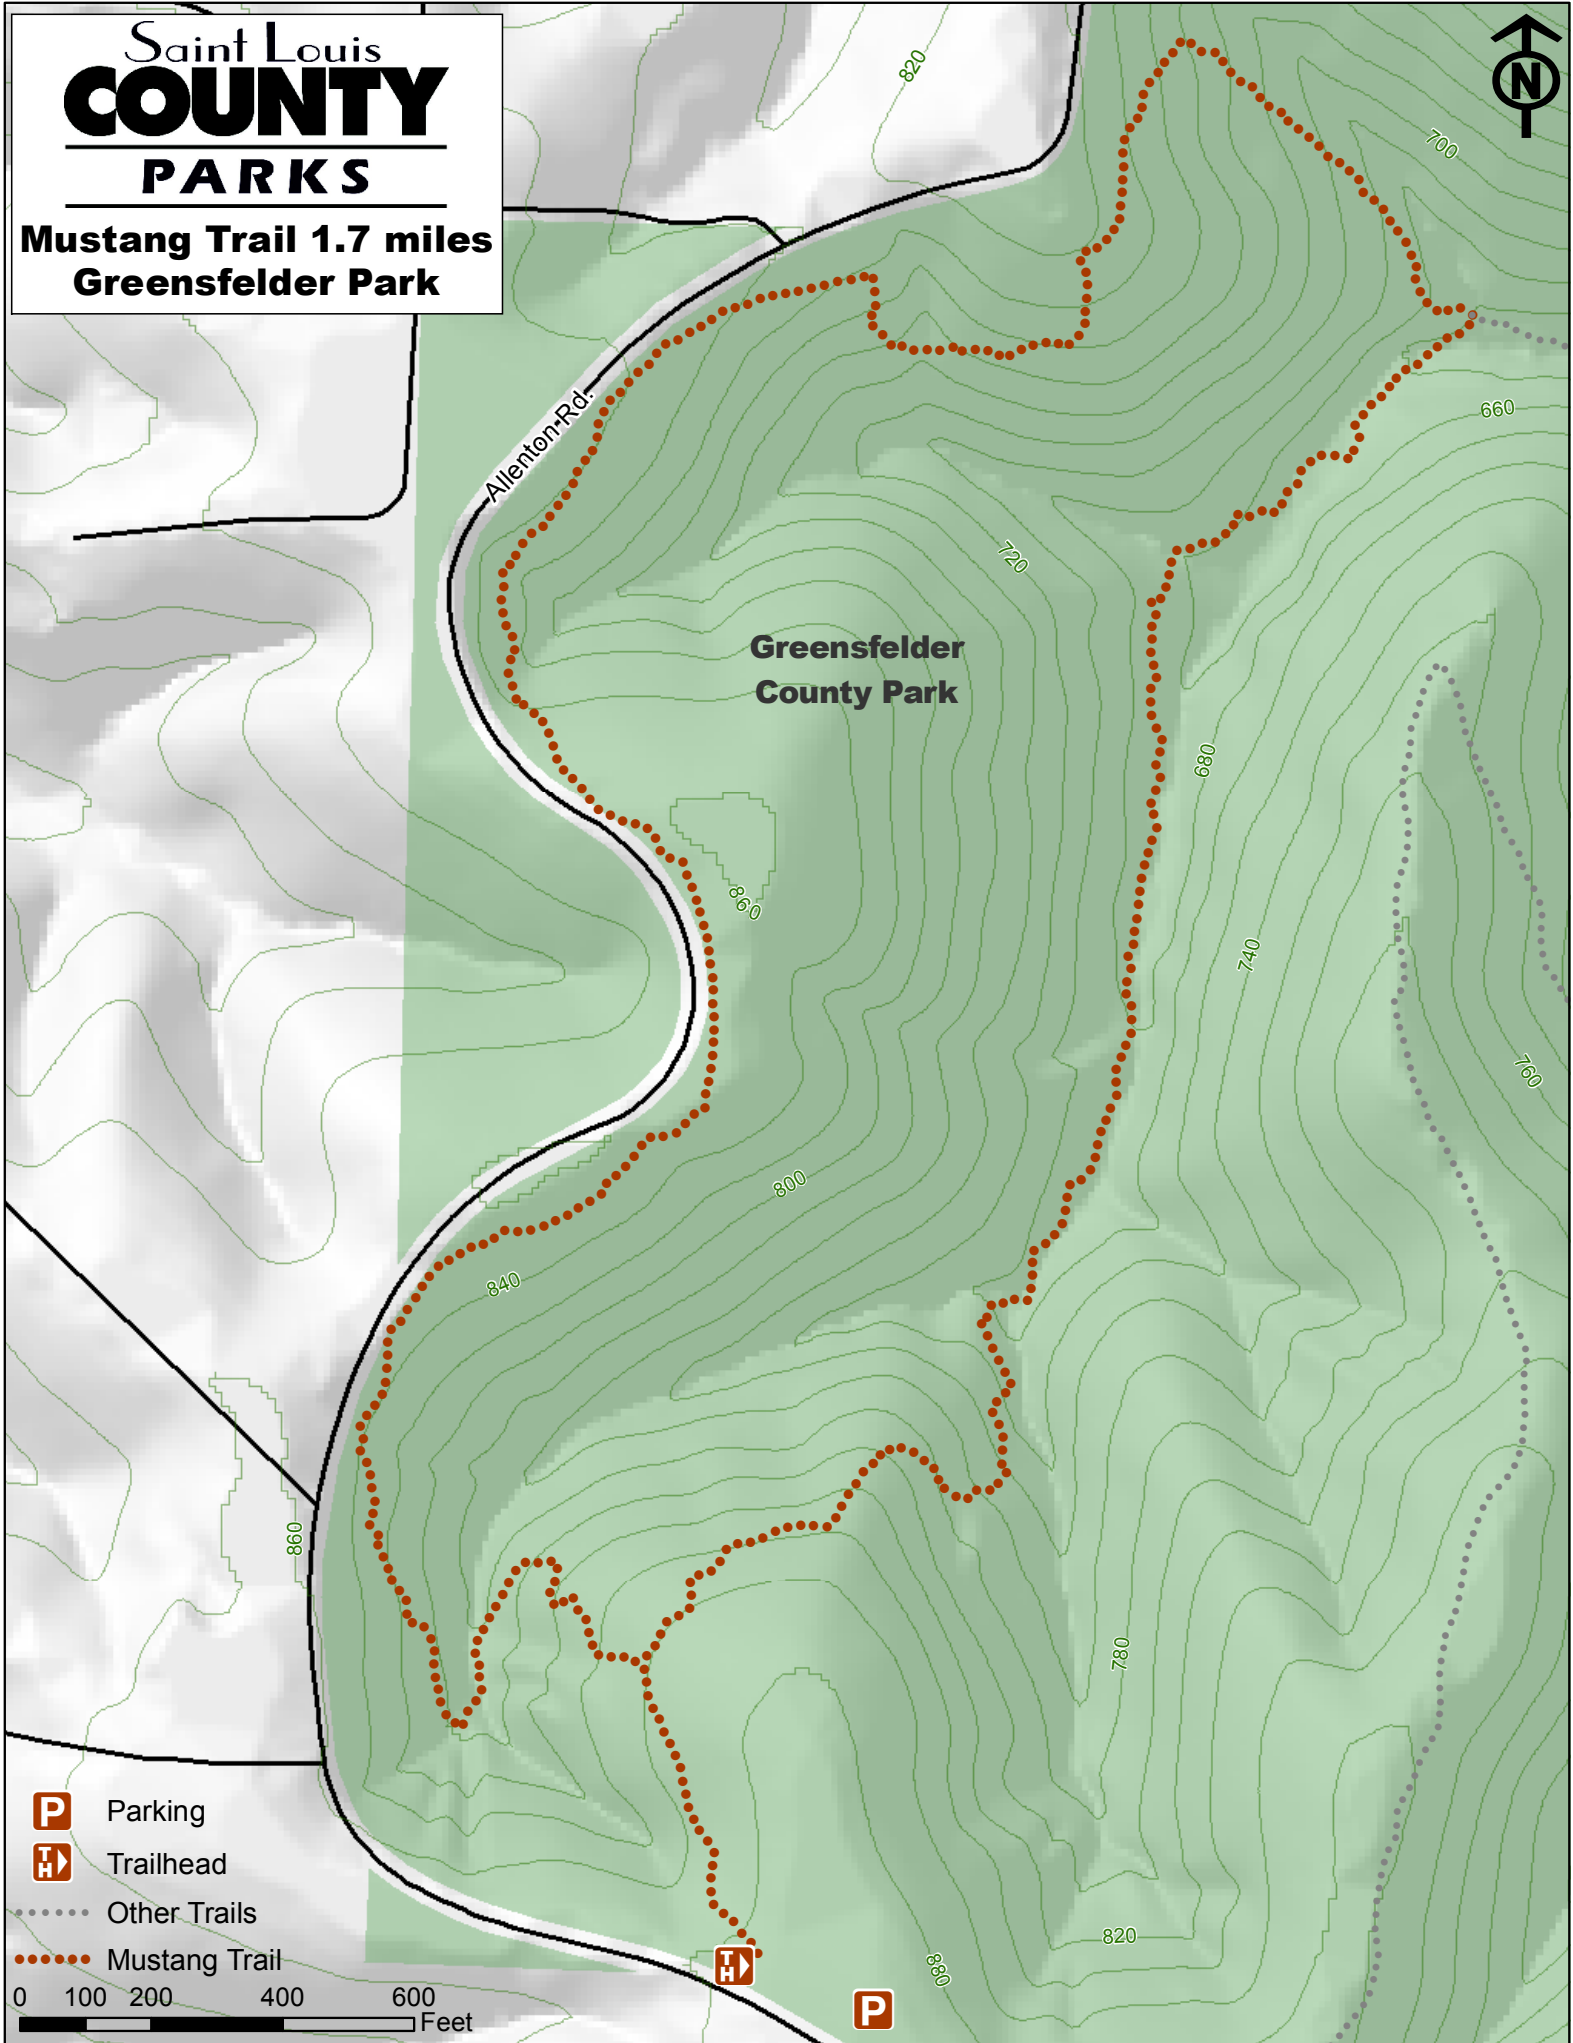 Saint Louis
COUNTY
PARKS
Mustang Trail 1.7 miles
Greensfelder Park
N
820
700
660
Allenton Rd.
720
Greensfelder
County Park
680
860
740
760
800
840
860
780
820
880
P Parking
TH Trailhead
Other Trails
Mustang Trail
0 100 200 400 600
Feet
TH
P